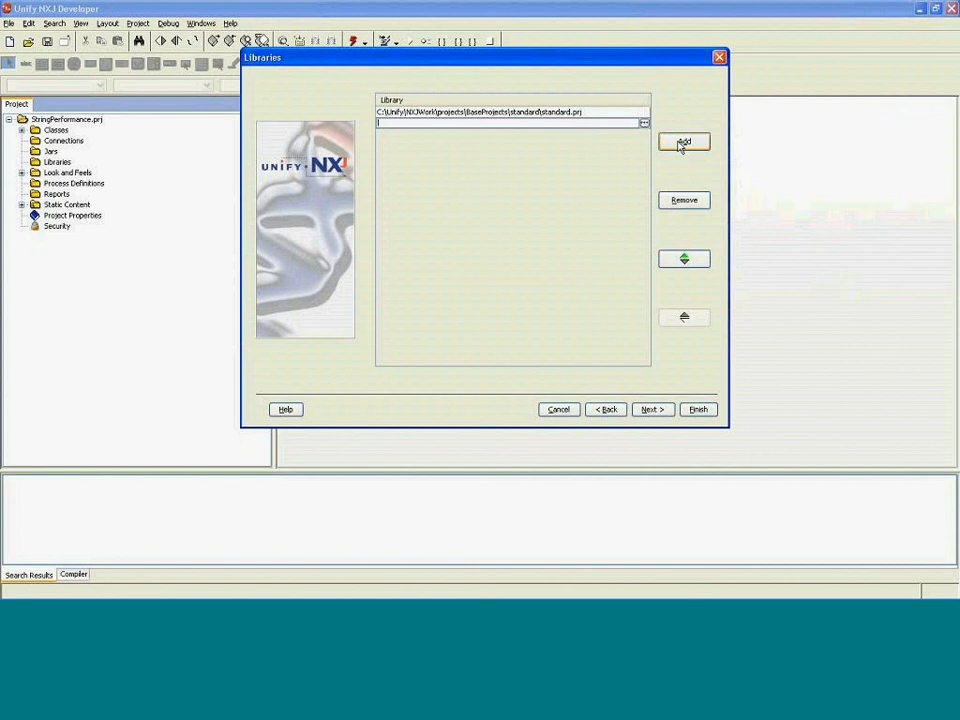 Unify NXJ Developer
File Edit Search View Layout Project Debug Windows Help
Libraries
Project
StringPerformance.prj
Classes
Connections
Jars
Libraries
Look and Feels
Process Definitions
Reports
Static Content
Project Properties
Security
UNIFY NXJ
Library
C:\Unify\NXJWork\projects\BaseProjects\standard\standard.prj
Add
Remove
Help
Cancel
< Back
Next >
Finish
Search Results
Compiler